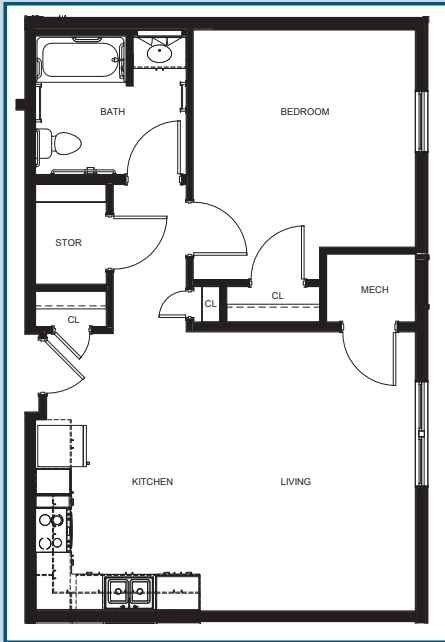 BATH
BEDROOM
STOR
CL
CL
CL
MECH
KITCHEN
LIVING